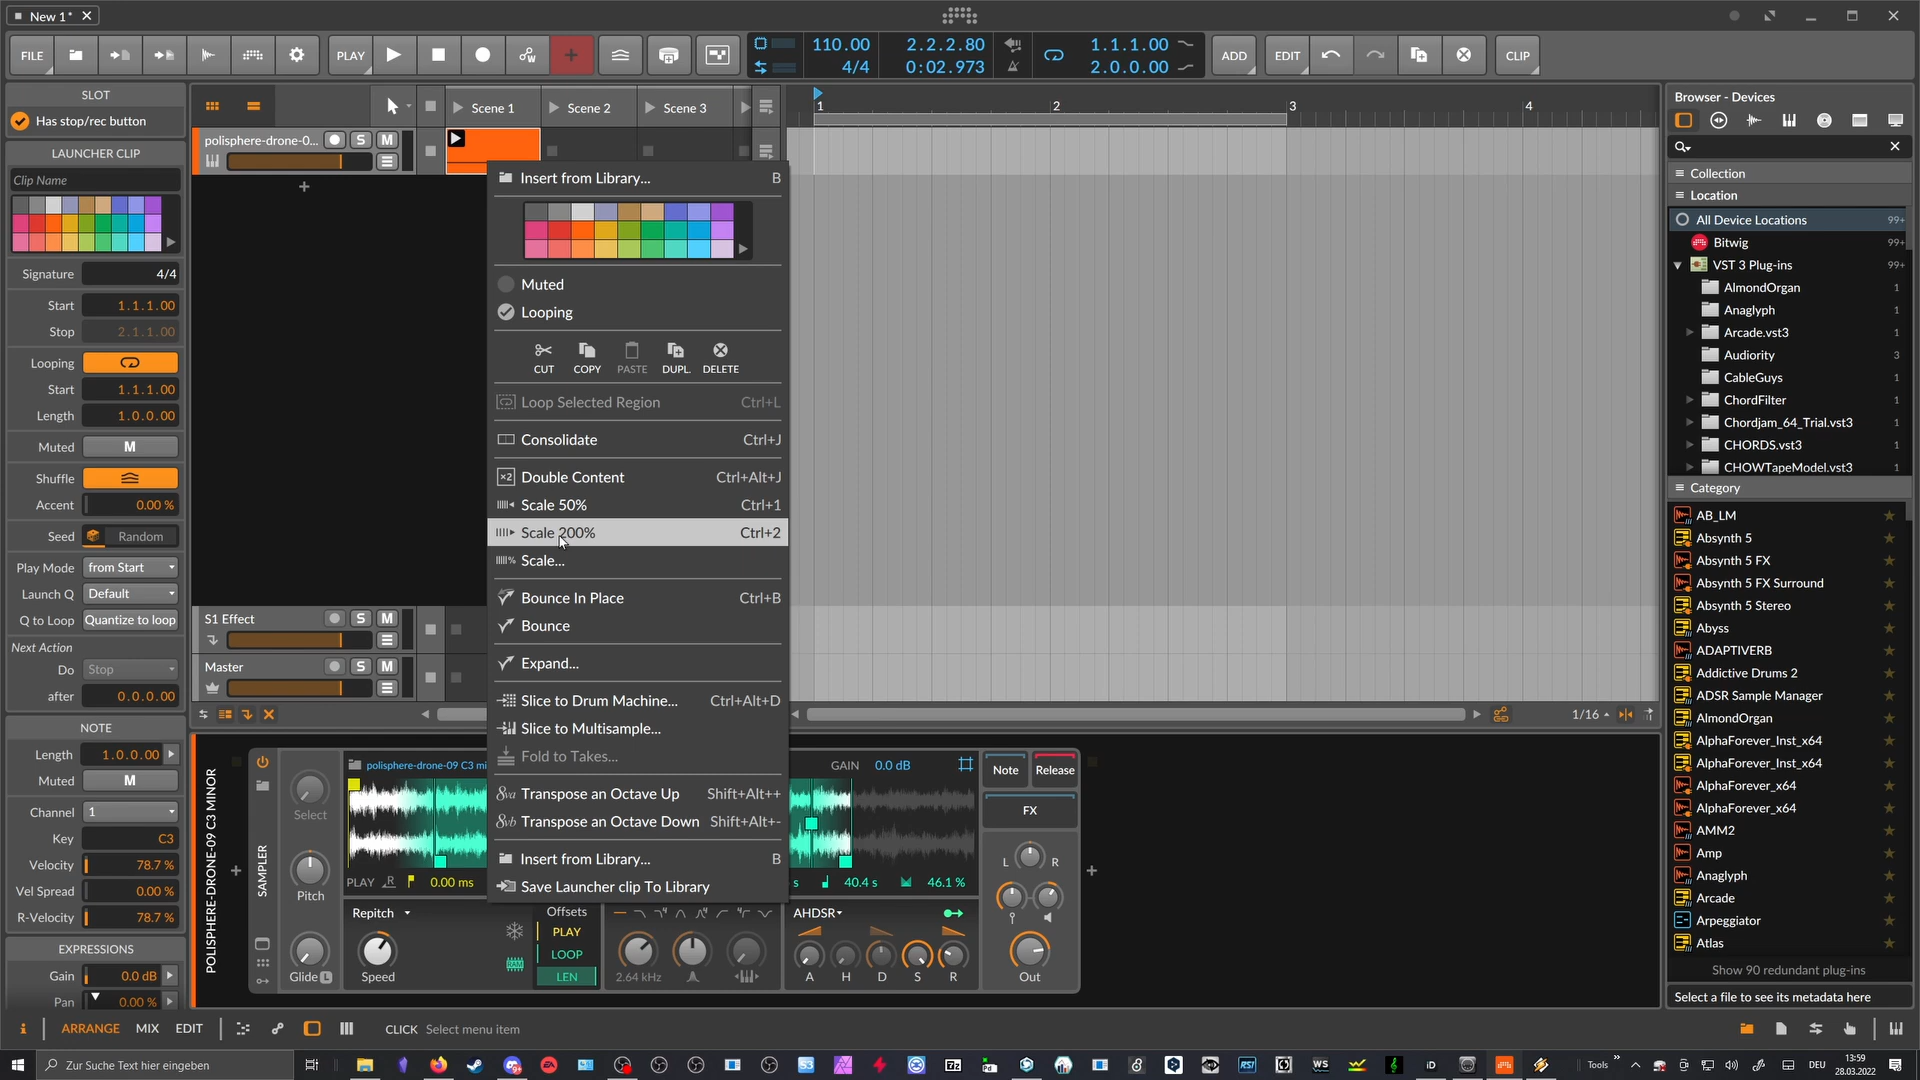 New 1*
FILE
PLAY
110.00
4/4
2.2.2.80
0:02.973
1.1.1.00
2.0.0.00
ADD
EDIT
CLIP
SLOT
Has stop/rec button
LAUNCHER CLIP
Clip Name
Signature 4/4
Start 1.1.1.00
Stop 2.1.1.00
Looping
Start 1.1.1.00
Length 1.0.0.00
Muted M
Shuffle
Accent 0.00 %
Seed Random
Play Mode from Start
Launch Q Default
Q to Loop Quantize to loop
Next Action
Do Stop
after 0.0.0.00
NOTE
Length 1.0.0.00
Muted M
Channel 1
Key C3
Velocity 78.7 %
Vel Spread 0.00 %
R-Velocity 78.7 %
EXPRESSIONS
Gain 0.0 dB
Pan 0.00 %
Scene 1
Scene 2
Scene 3
1 2 3 4
polisphere-drone-0... S M
S1 Effect S M
Master S M
1/16
Insert from Library... B
Muted
Looping
CUT COPY PASTE DUPL. DELETE
Loop Selected Region Ctrl+L
Consolidate Ctrl+J
Double Content Ctrl+Alt+J
Scale 50% Ctrl+1
Scale 200% Ctrl+2
Scale...
Bounce In Place Ctrl+B
Bounce
Expand...
Slice to Drum Machine... Ctrl+Alt+D
Slice to Multisample...
Fold to Takes...
Transpose an Octave Up Shift+Alt++
Transpose an Octave Down Shift+Alt+-
Insert from Library... B
Save Launcher clip To Library
POLISPHERE-DRONE-09 C3 MINOR
SAMPLER
Select
Pitch
Glide L
polisphere-drone-09 C3 mi
GAIN 0.0 dB
PLAY R 0.00 ms
s 40.4 s 46.1 %
Repitch
Speed
Offsets
PLAY
LOOP
LEN
2.64 kHz
AHDSR
A H D S R
Note
Release
FX
L R
Out
Browser - Devices
Collection
Location
All Device Locations 99+
Bitwig 99+
VST 3 Plug-ins 99+
AlmondOrgan 1
Anaglyph 1
Arcade.vst3 1
Audiority 3
CableGuys 1
ChordFilter 1
Chordjam_64_Trial.vst3 1
CHORDS.vst3 1
CHOWTapeModel.vst3 1
Category
AB_LM
Absynth 5
Absynth 5 FX
Absynth 5 FX Surround
Absynth 5 Stereo
Abyss
ADAPTIVERB
Addictive Drums 2
ADSR Sample Manager
AlmondOrgan
AlphaForever_Inst_x64
AlphaForever_Inst_x64
AlphaForever_x64
AlphaForever_x64
AMM2
Amp
Anaglyph
Arcade
Arpeggiator
Atlas
Show 90 redundant plug-ins
Select a file to see its metadata here
ARRANGE MIX EDIT
CLICK Select menu item
Zur Suche Text hier eingeben
Tools
DEU
13:59
28.03.2022